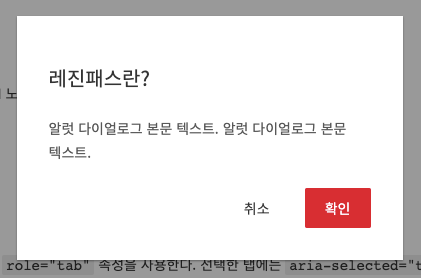 레진패스란?
노
알럿 다이얼로그 본문 텍스트. 알럿 다이얼로그 본문
텍스트.
취소
확인
role="tab" 속성을 사용한다. 선택한 탭에는 aria-selected="t